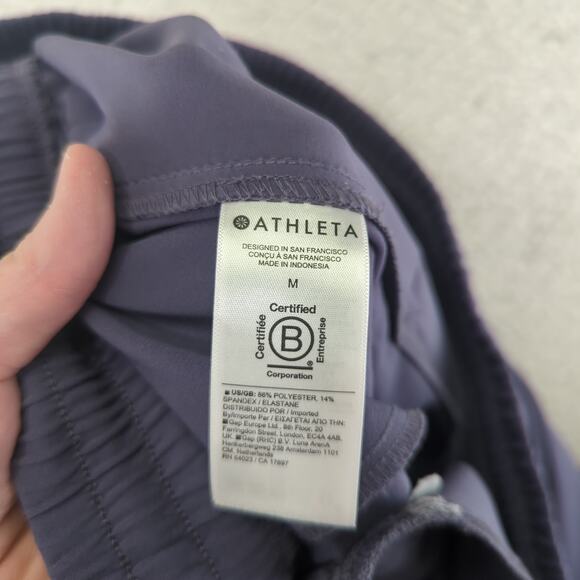 ATHLETA
DESIGNED IN SAN FRANCISCO
CONÇU À SAN FRANCISCO
MADE IN INDONESIA
M
Certified
Certifiée
B
Entreprise
®
Corporation
US/GB: 86% POLYESTER, 14%
SPANDEX / ELASTANE
DISTRIBUIDO POR / Imported
By/Importe Par / ΕΙΣΑΓΕΤΑΙ ΑΠΟ ΤΗΝ:
Gap Europe Ltd., 8th Floor, 20
Farringdon Street, London, EC4A 4AB,
UK. Gap (RHC) B.V. Luna ArenA
Herikerbergweg 238 Amsterdam 1101
CM, Netherlands
RN 54023 / CA 17897